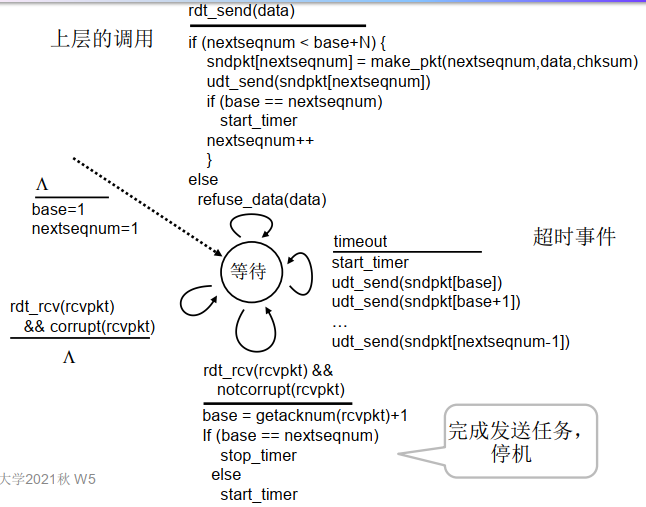 rdt_send(data)
上层的调用
if (nextseqnum < base+N) {
sndpkt[nextseqnum] = make_pkt(nextseqnum,data,chksum)
udt_send(sndpkt[nextseqnum])
if (base == nextseqnum)
start_timer
nextseqnum++
}
else
refuse_data(data)
Λ
base=1
nextseqnum=1
等待
timeout
超时事件
start_timer
udt_send(sndpkt[base])
udt_send(sndpkt[base+1])
…
udt_send(sndpkt[nextseqnum-1])
rdt_rcv(rcvpkt)
&& corrupt(rcvpkt)
Λ
rdt_rcv(rcvpkt) &&
notcorrupt(rcvpkt)
base = getacknum(rcvpkt)+1
If (base == nextseqnum)
stop_timer
else
start_timer
完成发送任务，
停机
大学2021秋 W5